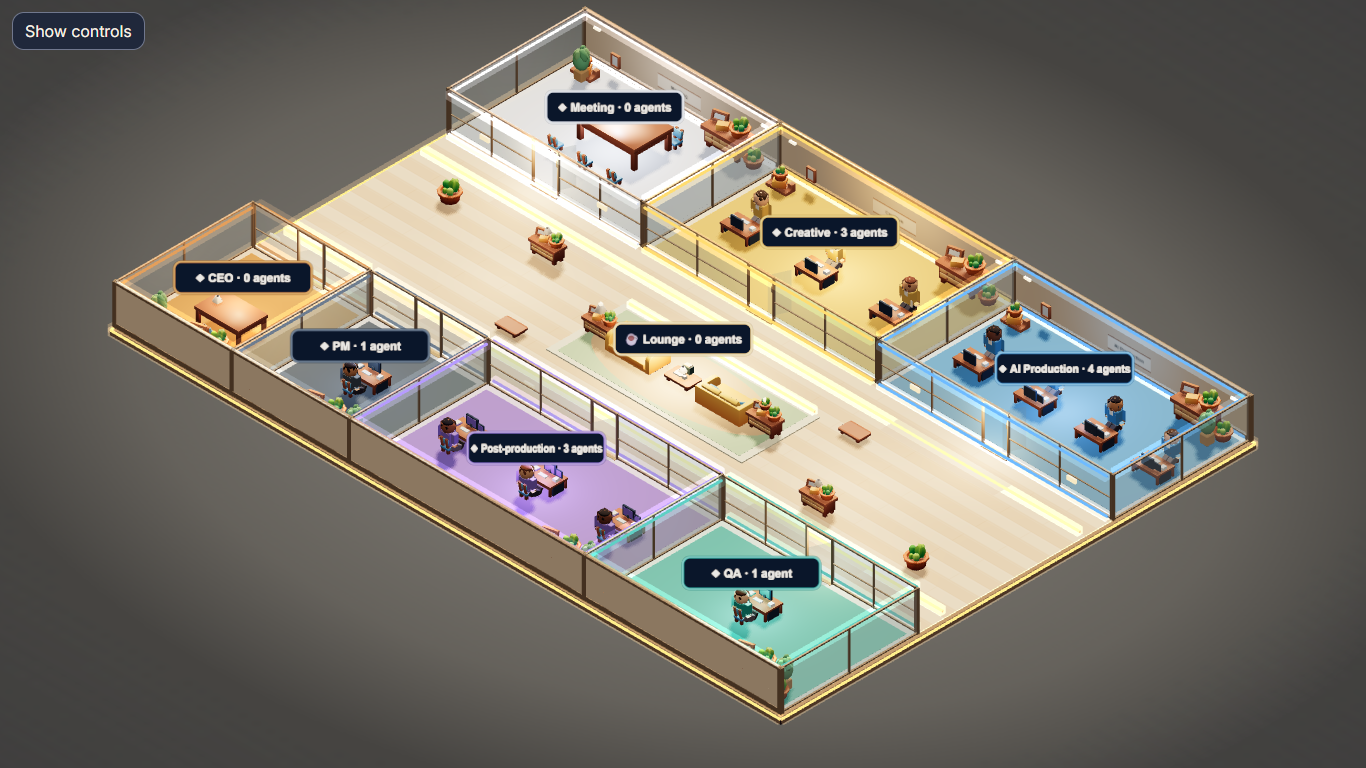 Show controls
◆ Meeting · 0 agents
◆ Creative · 3 agents
◆ CEO · 0 agents
◆ PM · 1 agent
Lounge · 0 agents
◆ AI Production · 4 agents
◆ Post-production · 3 agents
◆ QA · 1 agent